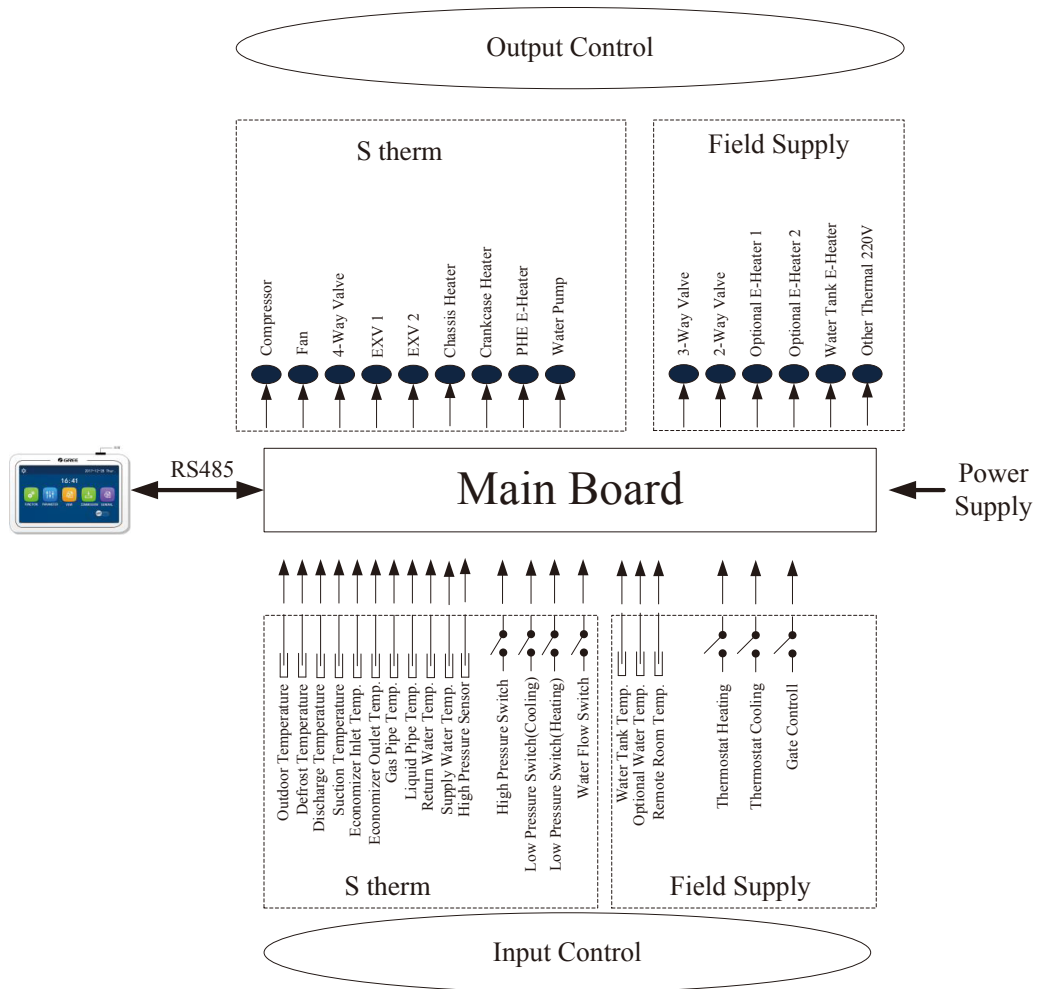 Output Control
S therm
Field Supply
Compressor
Fan
4-Way Valve
EXV 1
EXV 2
Chassis Heater
Crankcase Heater
PHE E-Heater
Water Pump
3-Way Valve
2-Way Valve
Optional E-Heater 1
Optional E-Heater 2
Water Tank E-Heater
Other Thermal 220V
GREE
16:41
RS485
Main Board
Power
Supply
Outdoor Temperature
Defrost Temperature
Discharge Temperature
Suction Temperature
Economizer Inlet Temp.
Economizer Outlet Temp.
Gas Pipe Temp.
Liquid Pipe Temp.
Return Water Temp.
Supply Water Temp.
High Pressure Sensor
High Pressure Switch
Low Pressure Switch(Cooling)
Low Pressure Switch(Heating)
Water Flow Switch
Water Tank Temp.
Optional Water Temp.
Remote Room Temp.
Thermostat Heating
Thermostat Cooling
Gate Controll
S therm
Field Supply
Input Control